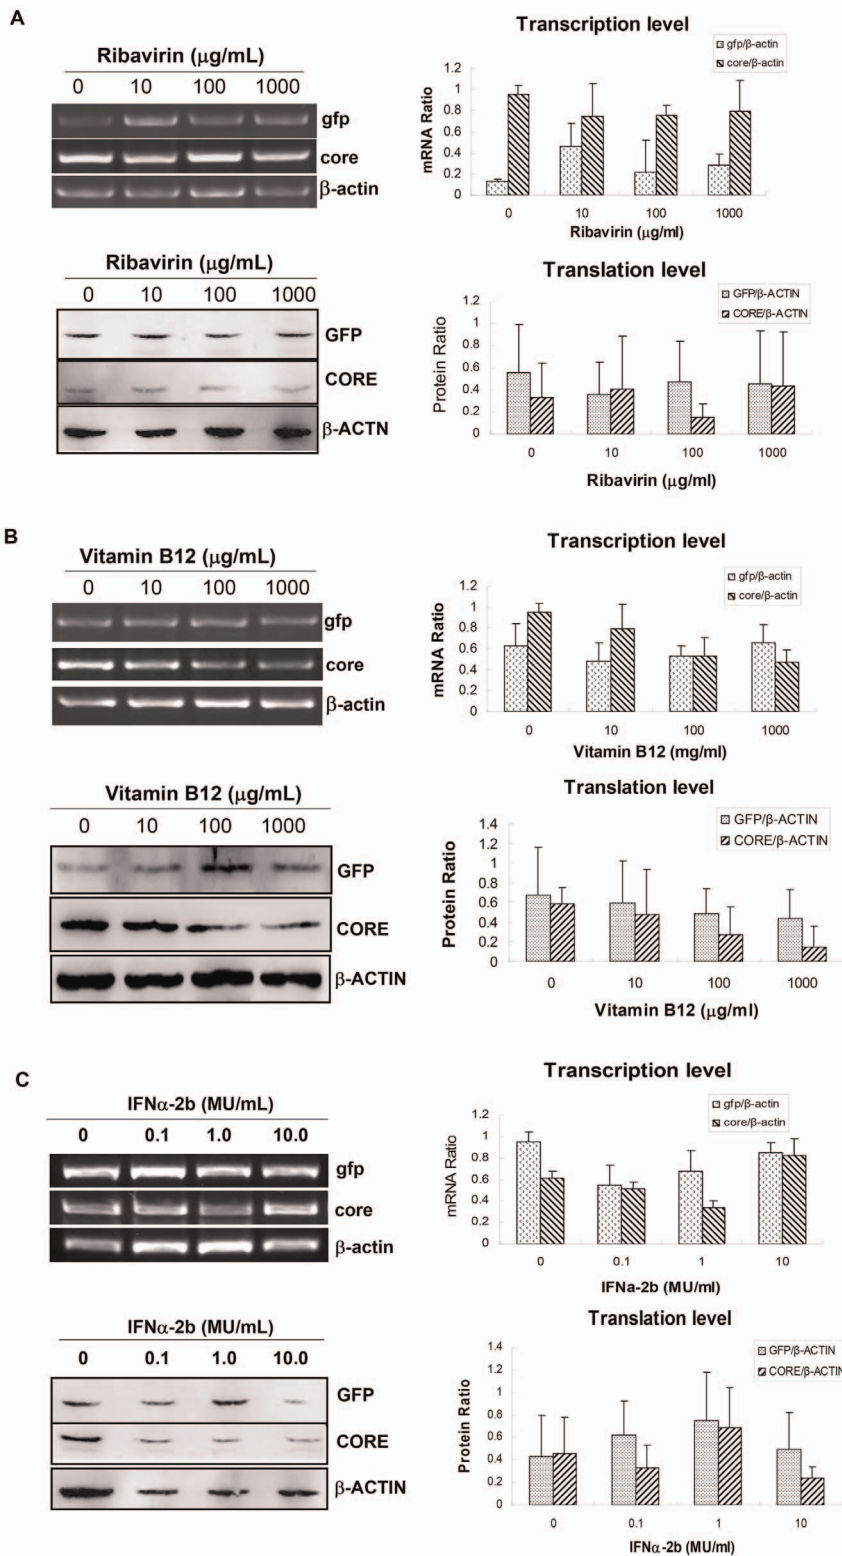 A
Ribavirin (μg/mL)
0 10 100 1000
gfp
core
β-actin
Transcription level
gfp/β-actin
core/β-actin
mRNA Ratio
1.2
1
0.8
0.6
0.4
0.2
0
0 10 100 1000
Ribavirin (μg/ml)
Ribavirin (μg/mL)
0 10 100 1000
GFP
CORE
β-ACTN
Translation level
GFP/β-ACTIN
CORE/β-ACTIN
Protein Ratio
1.2
1
0.8
0.6
0.4
0.2
0
0 10 100 1000
Ribavirin (μg/ml)
B
Vitamin B12 (μg/mL)
0 10 100 1000
gfp
core
β-actin
Transcription level
gfp/β-actin
core/β-actin
mRNA Ratio
1.2
1
0.8
0.6
0.4
0.2
0
0 10 100 1000
Vitamin B12 (mg/ml)
Vitamin B12 (μg/mL)
0 10 100 1000
GFP
CORE
β-ACTIN
Translation level
GFP/β-ACTIN
CORE/β-ACTIN
Protein Ratio
1.4
1.2
1
0.8
0.6
0.4
0.2
0
0 10 100 1000
Vitamin B12 (μg/ml)
C
IFNα-2b (MU/mL)
0 0.1 1.0 10.0
gfp
core
β-actin
Transcription level
gfp/β-actin
core/β-actin
mRNA Ratio
1.2
1
0.8
0.6
0.4
0.2
0
0 0.1 1 10
IFNa-2b (MU/ml)
IFNα-2b (MU/mL)
0 0.1 1.0 10.0
GFP
CORE
β-ACTIN
Translation level
GFP/β-ACTIN
CORE/β-ACTIN
Protein Ratio
1.4
1.2
1
0.8
0.6
0.4
0.2
0
0 0.1 1 10
IFNα-2b (MU/ml)